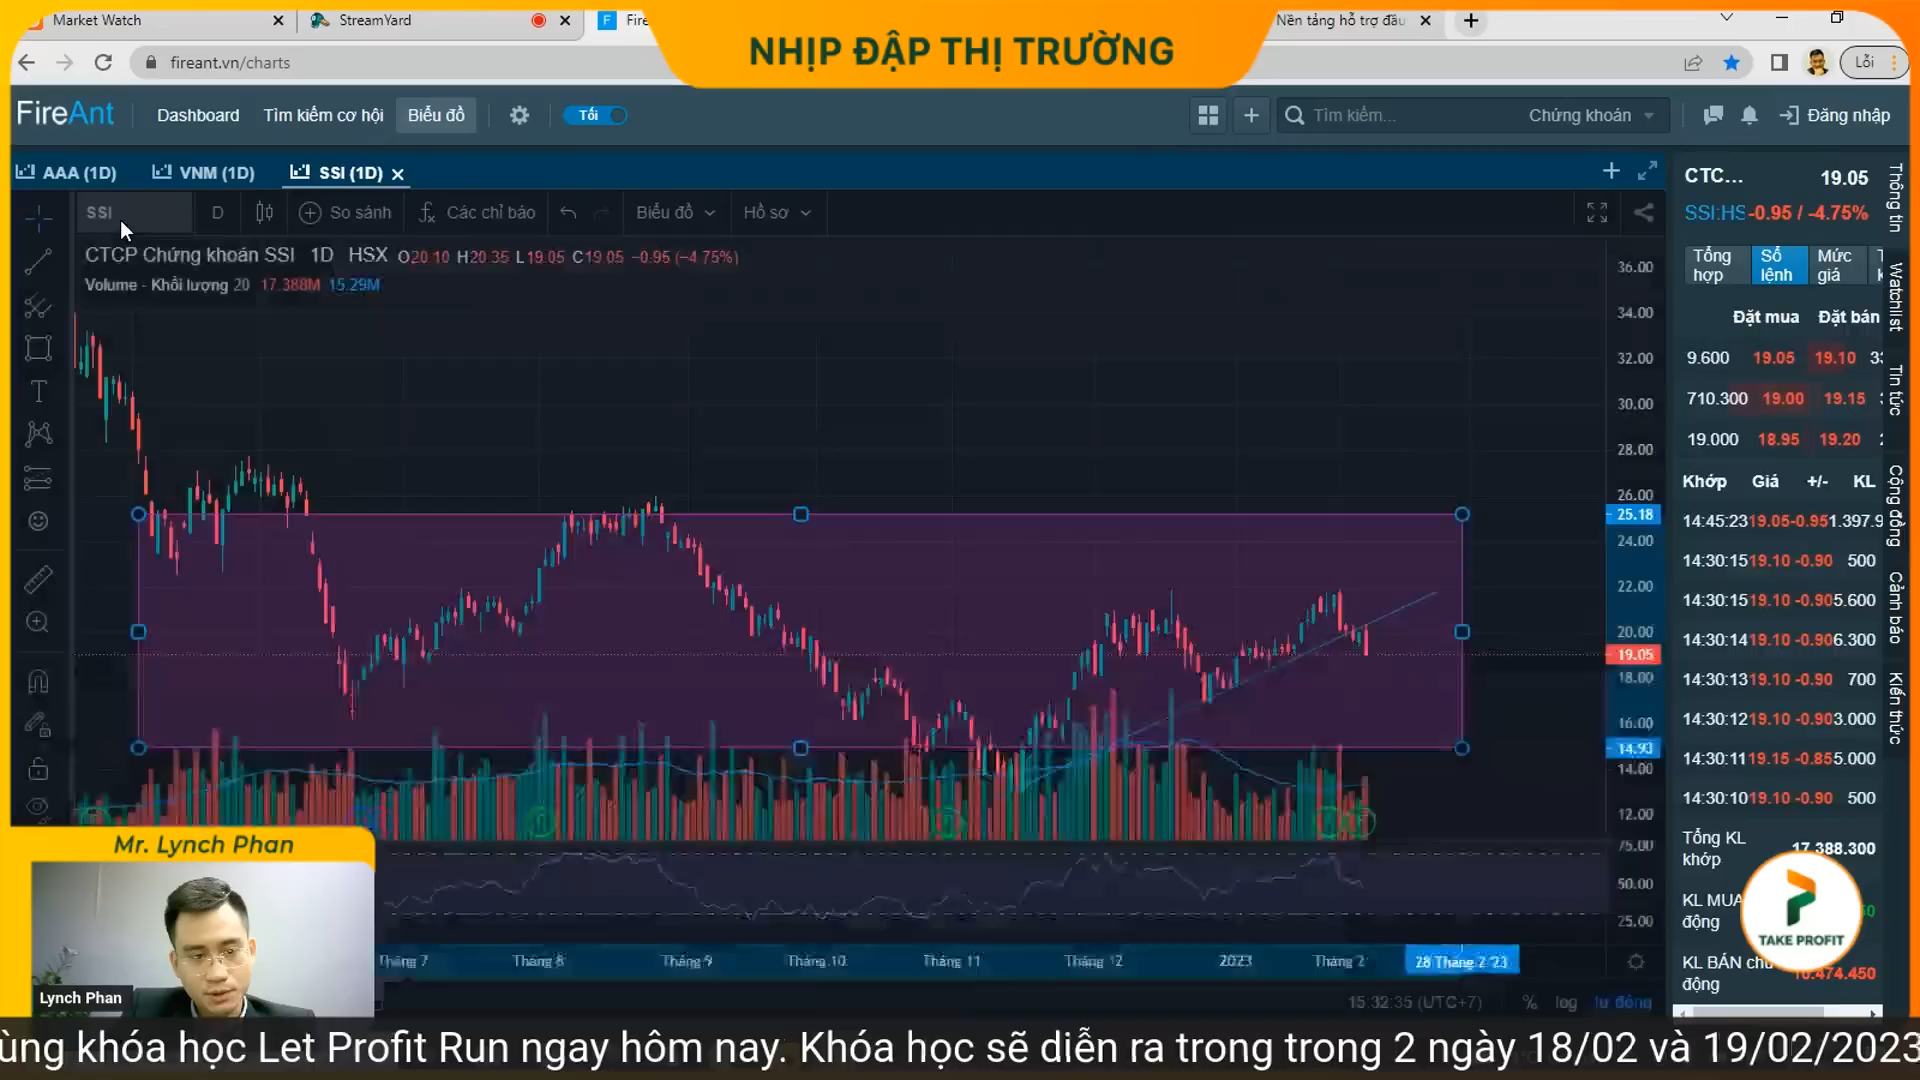 Market Watch
StreamYard
Fire
Nền tảng hỗ trợ đầu
NHỊP ĐẬP THỊ TRƯỜNG
fireant.vn/charts
Lỗi
FireAnt
Dashboard
Tìm kiếm cơ hội
Biểu đồ
Tối
Tìm kiếm...
Chứng khoán
Đăng nhập
AAA (1D)
VNM (1D)
SSI (1D)
SSI
D
So sánh
Các chỉ báo
Biểu đồ
Hồ sơ
CTCP Chứng khoán SSI 1D HSX O20.10 H20.35 L19.05 C19.05 −0.95 (−4.75%)
Volume - Khối lượng 20 17.388M 15.29M
36.00
34.00
32.00
30.00
28.00
26.00
25.18
24.00
22.00
20.00
19.05
18.00
16.00
14.93
14.00
12.00
75.00
50.00
25.00
Tháng 7
Tháng 8
Tháng 9
Tháng 10
Tháng 11
Tháng 12
2023
Tháng 2
28 Tháng 2 '23
15:32:35 (UTC+7)
%
log
tự động
CTC... 19.05
SSI:HS -0.95 / -4.75%
Tổng hợp
Sổ lệnh
Mức giá
Đặt mua Đặt bán
9.600 19.05 19.10
710.300 19.00 19.15
19.000 18.95 19.20
Khớp Giá +/- KL
14:45:23 19.05 -0.95 1.397.9
14:30:15 19.10 -0.90 500
14:30:15 19.10 -0.90 5.600
14:30:14 19.10 -0.90 6.300
14:30:13 19.10 -0.90 700
14:30:12 19.10 -0.90 3.000
14:30:11 19.15 -0.85 5.000
14:30:10 19.10 -0.90 500
Tổng KL khớp 17.388.300
KL MUA
động
KL BÁN
động
.474.450
Thông tin
Watchlist
Tin tức
Cộng đồng
Cảnh báo
Kiến thức
TAKE PROFIT
Mr. Lynch Phan
Lynch Phan
ùng khóa học Let Profit Run ngay hôm nay. Khóa học sẽ diễn ra trong trong 2 ngày 18/02 và 19/02/2023